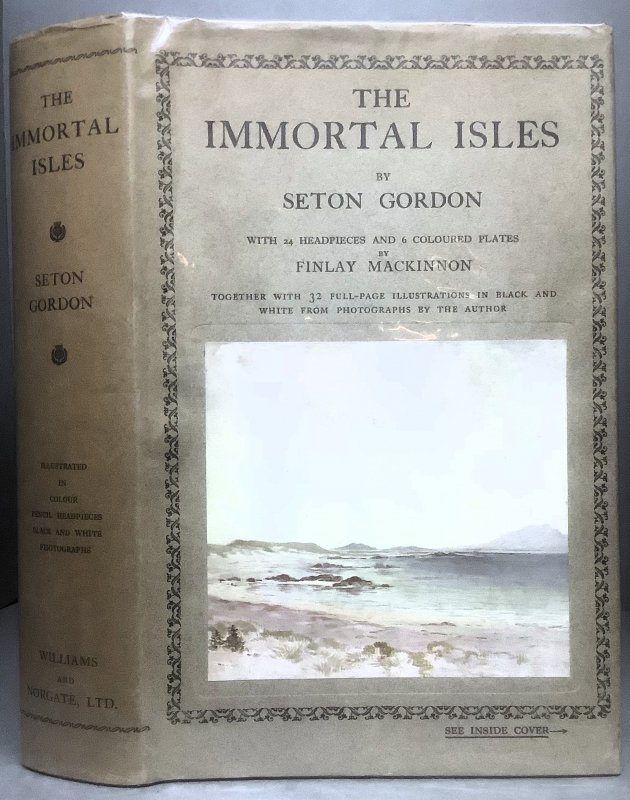 THE
IMMORTAL
ISLES
SETON
GORDON
ILLUSTRATED
IN
COLOUR
PENCIL HEADPIECES
BLACK AND WHITE
PHOTOGRAPHS
WILLIAMS
AND
NORGATE, LTD.
THE
IMMORTAL ISLES
BY
SETON GORDON
WITH 24 HEADPIECES AND 6 COLOURED PLATES
BY
FINLAY MACKINNON
TOGETHER WITH 32 FULL-PAGE ILLUSTRATIONS IN BLACK AND
WHITE FROM PHOTOGRAPHS BY THE AUTHOR
SEE INSIDE COVER→